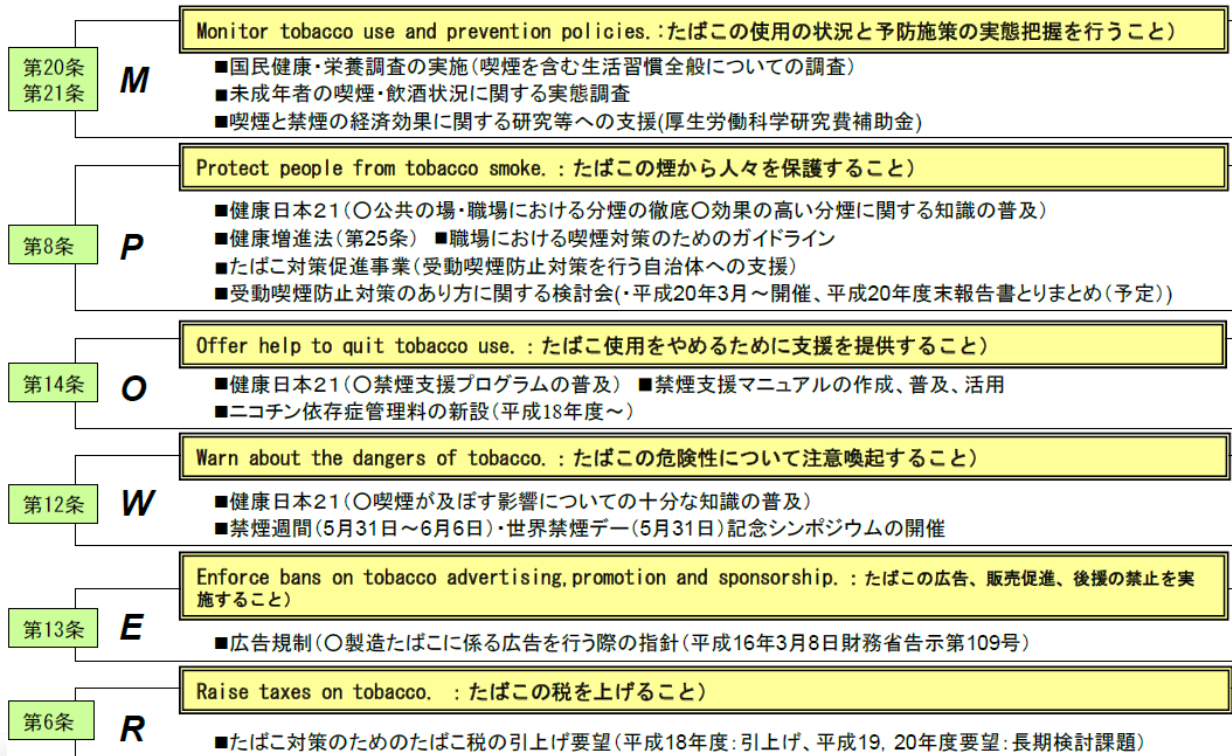 第20条
第21条
M
Monitor tobacco use and prevention policies.:たばこの使用の状況と予防施策の実態把握を行うこと)
■国民健康・栄養調査の実施(喫煙を含む生活習慣全般についての調査)
■未成年者の喫煙・飲酒状況に関する実態調査
■喫煙と禁煙の経済効果に関する研究等への支援(厚生労働科学研究費補助金)
第8条
P
Protect people from tobacco smoke. : たばこの煙から人々を保護すること)
■健康日本21(〇公共の場・職場における分煙の徹底〇効果の高い分煙に関する知識の普及)
■健康増進法(第25条) ■職場における喫煙対策のためのガイドライン
■たばこ対策促進事業(受動喫煙防止対策を行う自治体への支援)
■受動喫煙防止対策のあり方に関する検討会(・平成20年3月~開催、平成20年度末報告書とりまとめ(予定))
第14条
O
Offer help to quit tobacco use. : たばこ使用をやめるために支援を提供すること)
■健康日本21(〇禁煙支援プログラムの普及) ■禁煙支援マニュアルの作成、普及、活用
■ニコチン依存症管理料の新設(平成18年度~)
第12条
W
Warn about the dangers of tobacco. : たばこの危険性について注意喚起すること)
■健康日本21(〇喫煙が及ぼす影響についての十分な知識の普及)
■禁煙週間(5月31日~6月6日)・世界禁煙デー(5月31日)記念シンポジウムの開催
第13条
E
Enforce bans on tobacco advertising,promotion and sponsorship. : たばこの広告、販売促進、後援の禁止を実
施すること)
■広告規制(〇製造たばこに係る広告を行う際の指針(平成16年3月8日財務省告示第109号)
第6条
R
Raise taxes on tobacco. : たばこの税を上げること)
■たばこ対策のためのたばこ税の引上げ要望(平成18年度:引上げ、平成19, 20年度要望:長期検討課題)